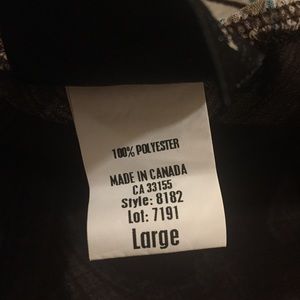 100% POLYESTER
MADE IN CANADA
CA 33155
Style: 8182
Lot: 7191
Large